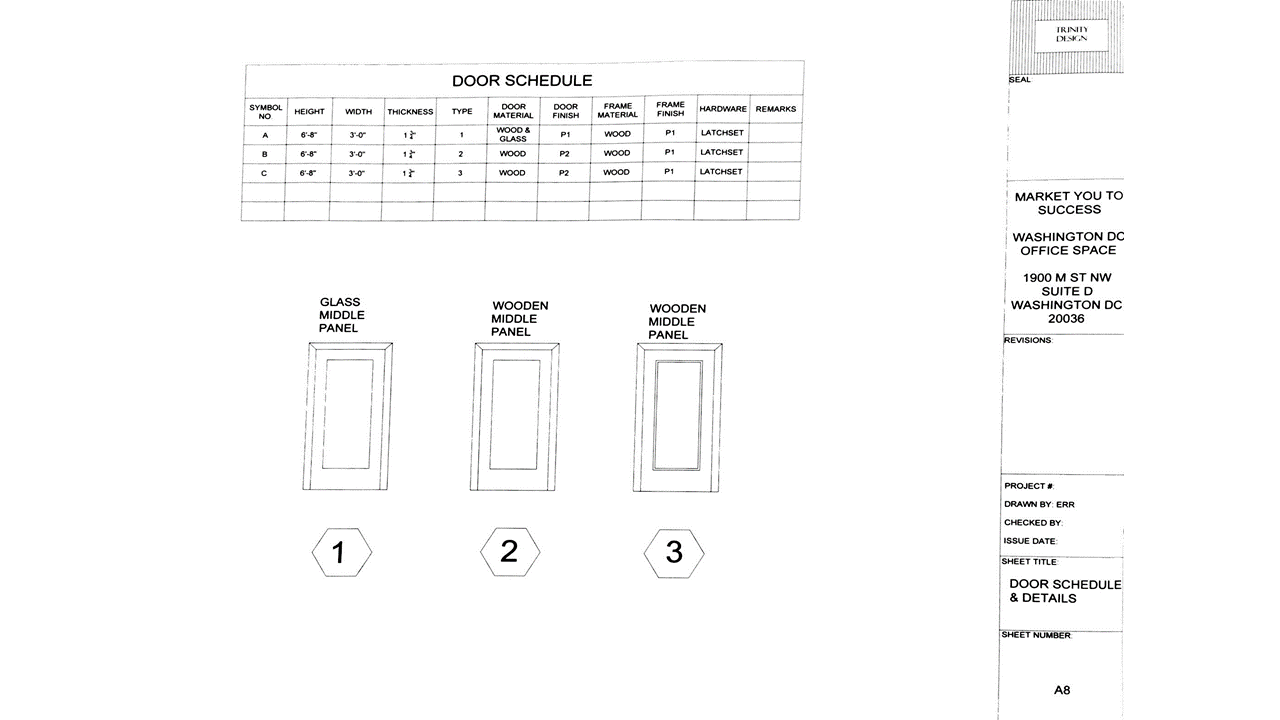 TRINITY
DESIGN
SEAL
DOOR SCHEDULE
SYMBOL NO HEIGHT WIDTH THICKNESS TYPE DOOR MATERIAL DOOR FINISH FRAME MATERIAL FRAME FINISH HARDWARE REMARKS
A 6'-8" 3'-0" 1 3/4" 1 WOOD & GLASS P1 WOOD P1 LATCHSET
B 6'-8" 3'-0" 1 3/4" 2 WOOD P2 WOOD P1 LATCHSET
C 6'-8" 3'-0" 1 3/4" 3 WOOD P2 WOOD P1 LATCHSET
GLASS
MIDDLE
PANEL
WOODEN
MIDDLE
PANEL
WOODEN
MIDDLE
PANEL
1
2
3
MARKET YOU TO
SUCCESS
WASHINGTON DC
OFFICE SPACE
1900 M ST NW
SUITE D
WASHINGTON DC
20036
REVISIONS:
PROJECT #:
DRAWN BY: ERR
CHECKED BY:
ISSUE DATE:
SHEET TITLE:
DOOR SCHEDULE
& DETAILS
SHEET NUMBER:
A8